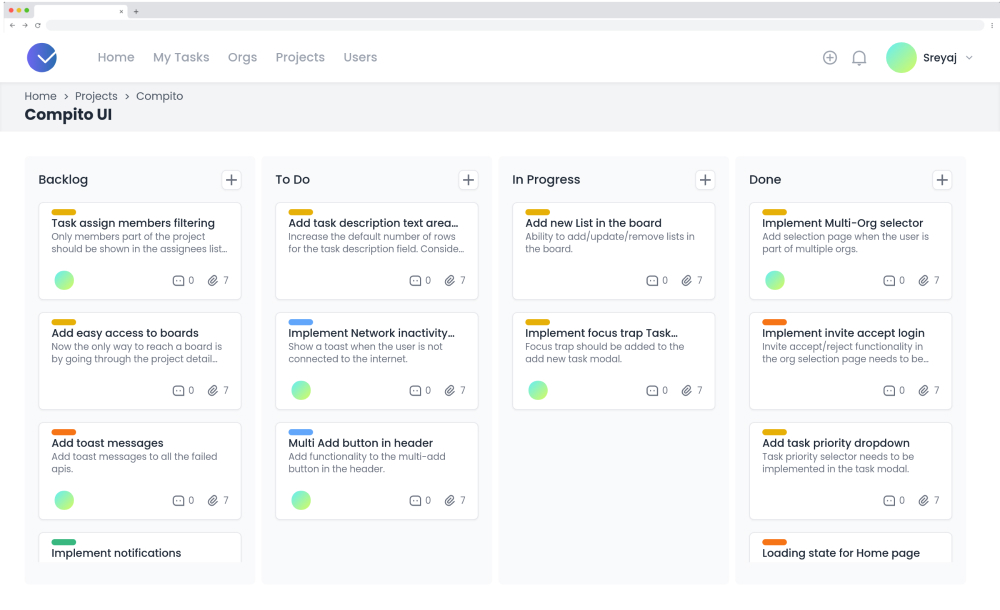 Home My Tasks Orgs Projects Users
Sreyaj
Home > Projects > Compito
Compito UI
Backlog
Task assign members filtering
Only members part of the project
should be shown in the assignees list...
0 7
Add easy access to boards
Now the only way to reach a board is
by going through the project detail...
0 7
Add toast messages
Add toast messages to all the failed
apis.
0 7
Implement notifications
To Do
Add task description text area...
Increase the default number of rows
for the task description field. Conside...
0 7
Implement Network inactivity...
Show a toast when the user is not
connected to the internet.
0 7
Multi Add button in header
Add functionality to the multi-add
button in the header.
0 7
In Progress
Add new List in the board
Ability to add/update/remove lists in
the board.
0 7
Implement focus trap Task...
Focus trap should be added to the
add new task modal.
0 7
Done
Implement Multi-Org selector
Add selection page when the user is
part of multiple orgs.
0 7
Implement invite accept login
Invite accept/reject functionality in
the org selection page needs to be...
0 7
Add task priority dropdown
Task priority selector needs to be
implemented in the task modal.
0 7
Loading state for Home page